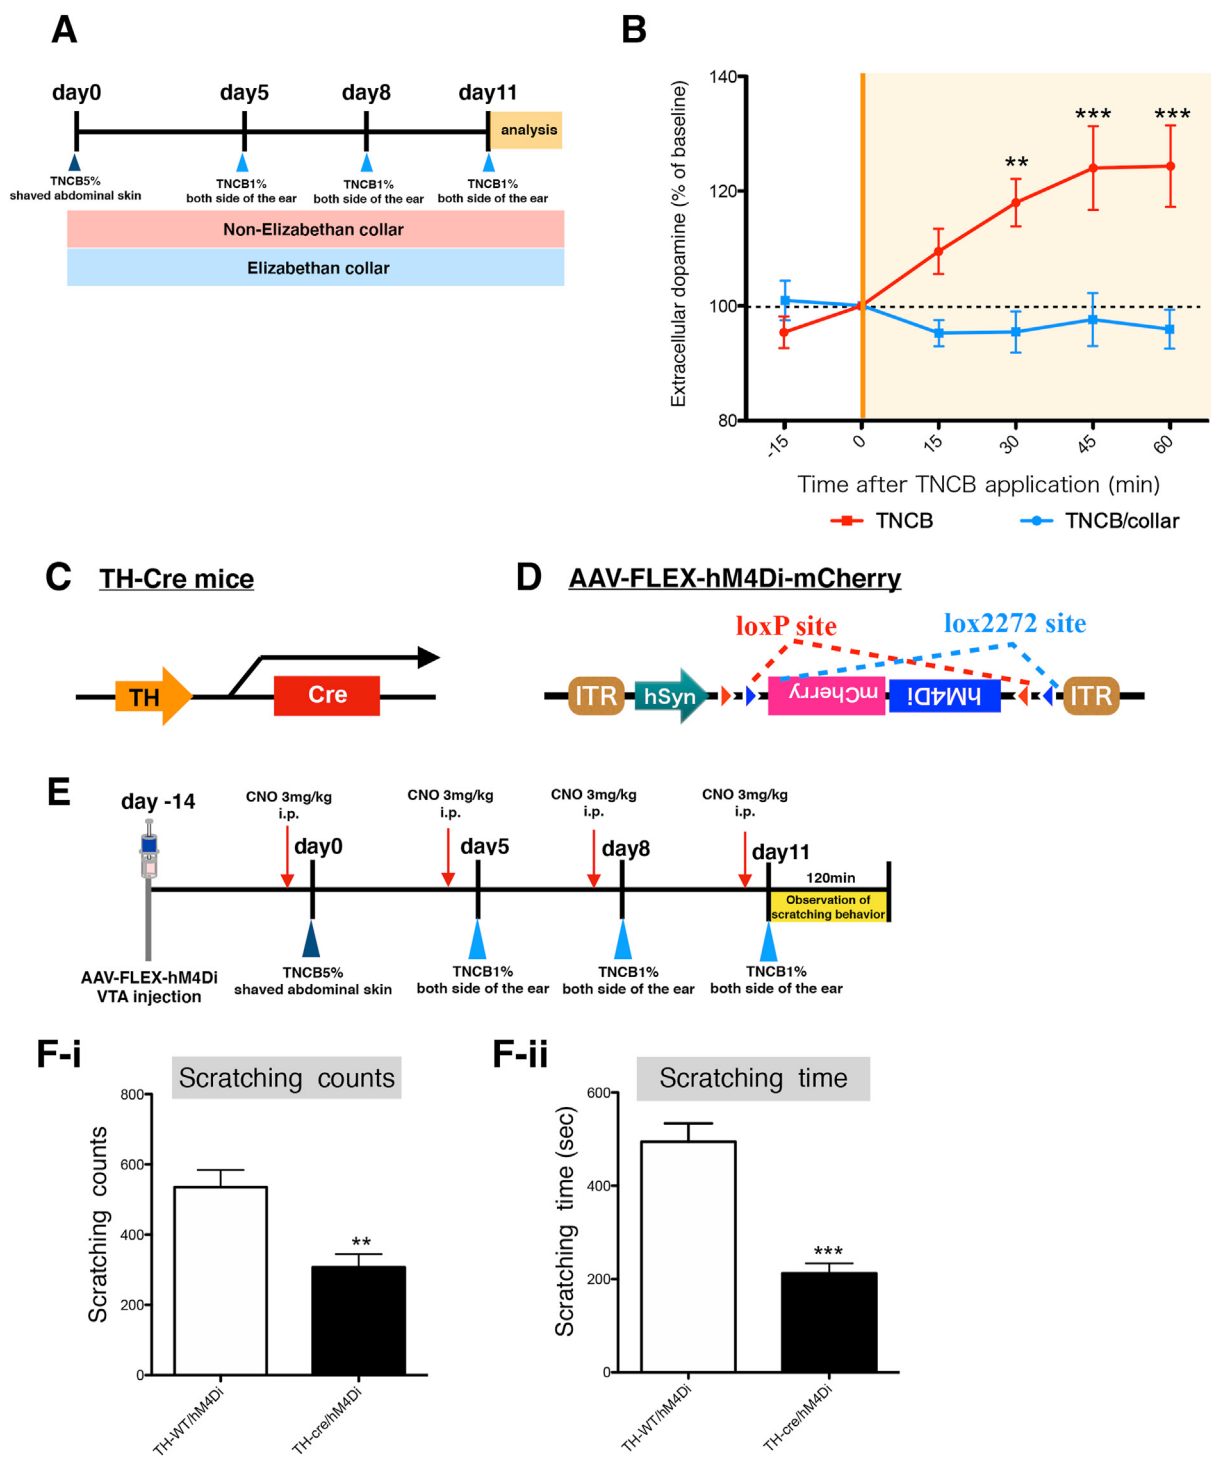 A
day0
day5
day8
day11
analysis
TNCB5%
shaved abdominal skin
TNCB1%
both side of the ear
TNCB1%
both side of the ear
TNCB1%
both side of the ear
Non-Elizabethan collar
Elizabethan collar
B
Extracellular dopamine (% of baseline)
140
120
100
80
**
***
***
-15
0
15
30
45
60
Time after TNCB application (min)
TNCB
TNCB/collar
C
TH-Cre mice
TH
Cre
D
AAV-FLEX-hM4Di-mCherry
loxP site
lox2272 site
ITR
hSyn
mCherry
hM4Di
ITR
E
day -14
CNO 3mg/kg
i.p.
CNO 3mg/kg
i.p.
CNO 3mg/kg
i.p.
CNO 3mg/kg
i.p.
day0
day5
day8
day11
120min
Observation of
scratching behavior
AAV-FLEX-hM4Di
VTA injection
TNCB5%
shaved abdominal skin
TNCB1%
both side of the ear
TNCB1%
both side of the ear
TNCB1%
both side of the ear
F-i
Scratching counts
Scratching counts
800
600
400
200
0
**
TH-WT/hM4Di
TH-cre/hM4Di
F-ii
Scratching time
Scratching time (sec)
600
400
200
0
***
TH-WT/hM4Di
TH-cre/hM4Di